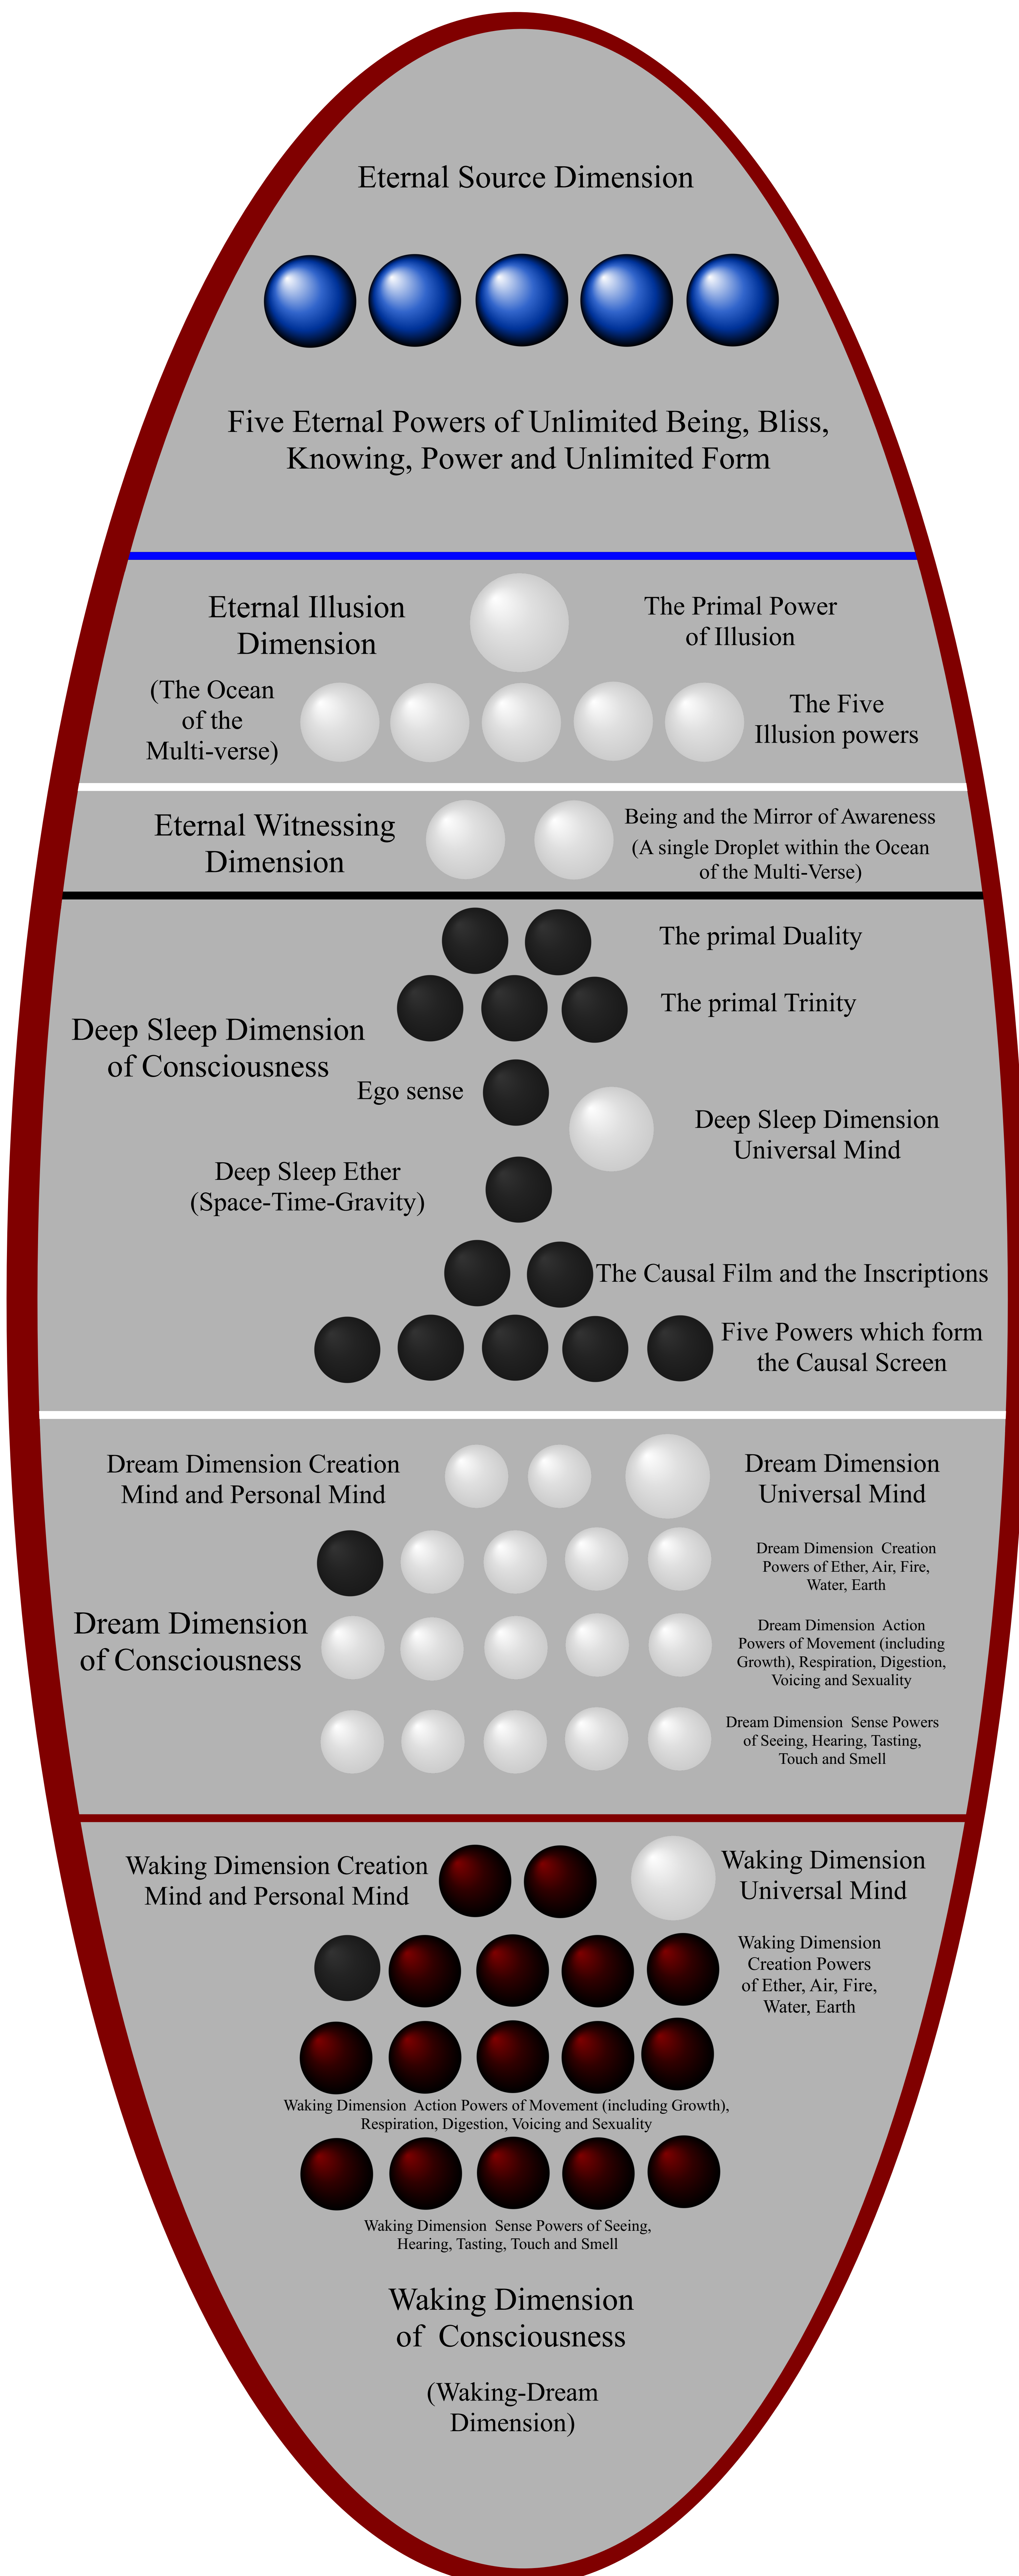 Eternal Source Dimension
Five Eternal Powers of Unlimited Being, Bliss,
Knowing, Power and Unlimited Form
Eternal Illusion
Dimension
The Primal Power
of Illusion
(The Ocean
of the
Multi-verse)
The Five
Illusion powers
Eternal Witnessing
Dimension
Being and the Mirror of Awareness
(A single Droplet within the Ocean
of the Multi-Verse)
The primal Duality
The primal Trinity
Deep Sleep Dimension
of Consciousness
Ego sense
Deep Sleep Dimension
Universal Mind
Deep Sleep Ether
(Space-Time-Gravity)
The Causal Film and the Inscriptions
Five Powers which form
the Causal Screen
Dream Dimension Creation
Mind and Personal Mind
Dream Dimension
Universal Mind
Dream Dimension  Creation
Powers of Ether, Air, Fire,
Water, Earth
Dream Dimension
of Consciousness
Dream Dimension  Action
Powers of Movement (including
Growth), Respiration, Digestion,
Voicing and Sexuality
Dream Dimension  Sense Powers
of Seeing, Hearing, Tasting,
Touch and Smell
Waking Dimension Creation
Mind and Personal Mind
Waking Dimension
Universal Mind
Waking Dimension
Creation Powers
of Ether, Air, Fire,
Water, Earth
Waking Dimension  Action Powers of Movement (including Growth),
Respiration, Digestion, Voicing and Sexuality
Waking Dimension  Sense Powers of Seeing,
Hearing, Tasting, Touch and Smell
Waking Dimension
of  Consciousness
(Waking-Dream
Dimension)